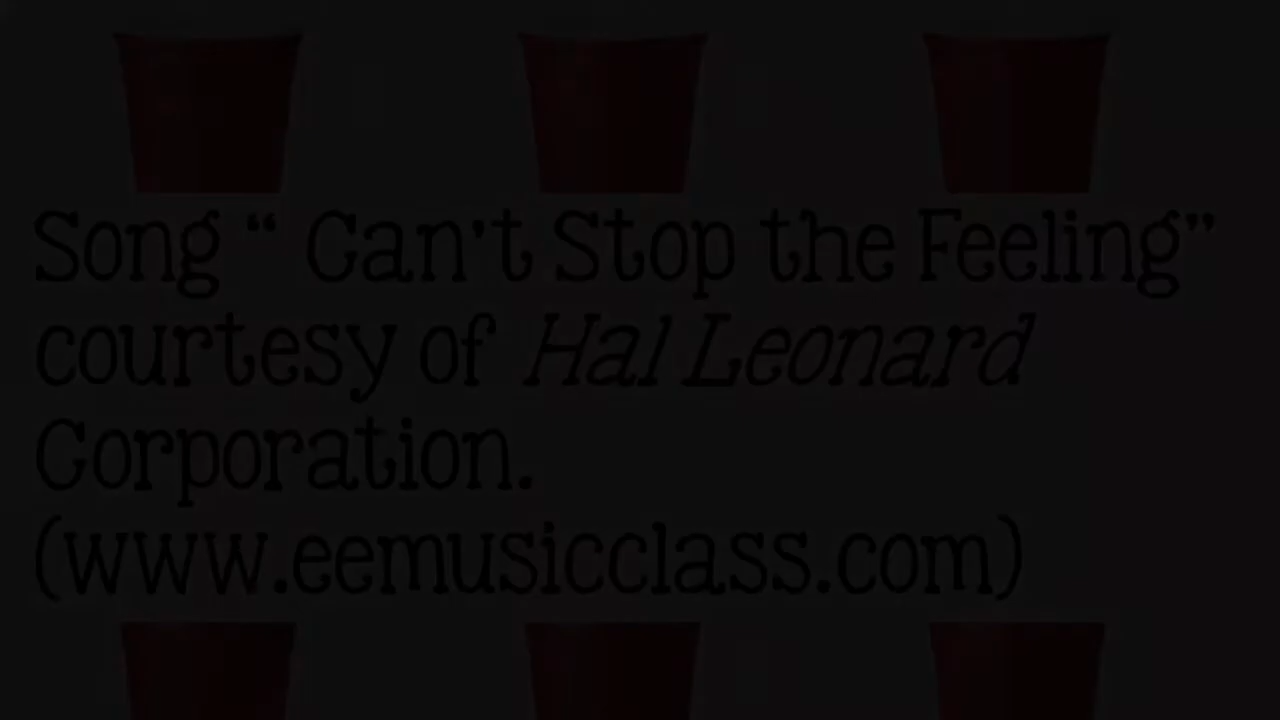 Song “ Can't Stop the Feeling”
courtesy of Hal Leonard
Corporation.
(www.eemusicclass.com)